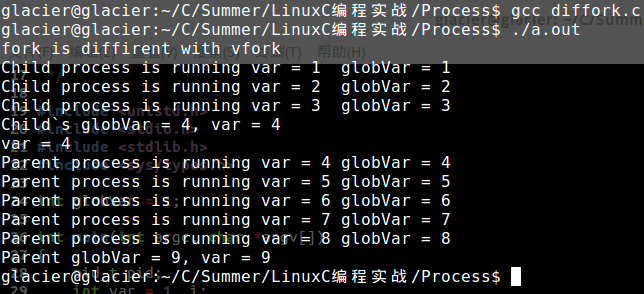 glacier@glacier:~/C/Summer/LinuxC编程实战/Process$ gcc diffork.c
glacier@glacier:~/C/Summer/LinuxC编程实战/Process$ ./a.out
fork is diffirent with vfork
Child process is running var = 1  globVar = 1
Child process is running var = 2  globVar = 2
Child process is running var = 3  globVar = 3
Child`s globVar = 4, var = 4
var = 4
Parent process is running var = 4 globVar = 4
Parent process is running var = 5 globVar = 5
Parent process is running var = 6 globVar = 6
Parent process is running var = 7 globVar = 7
Parent process is running var = 8 globVar = 8
Parent globVar = 9, var = 9
glacier@glacier:~/C/Summer/LinuxC编程实战/Process$